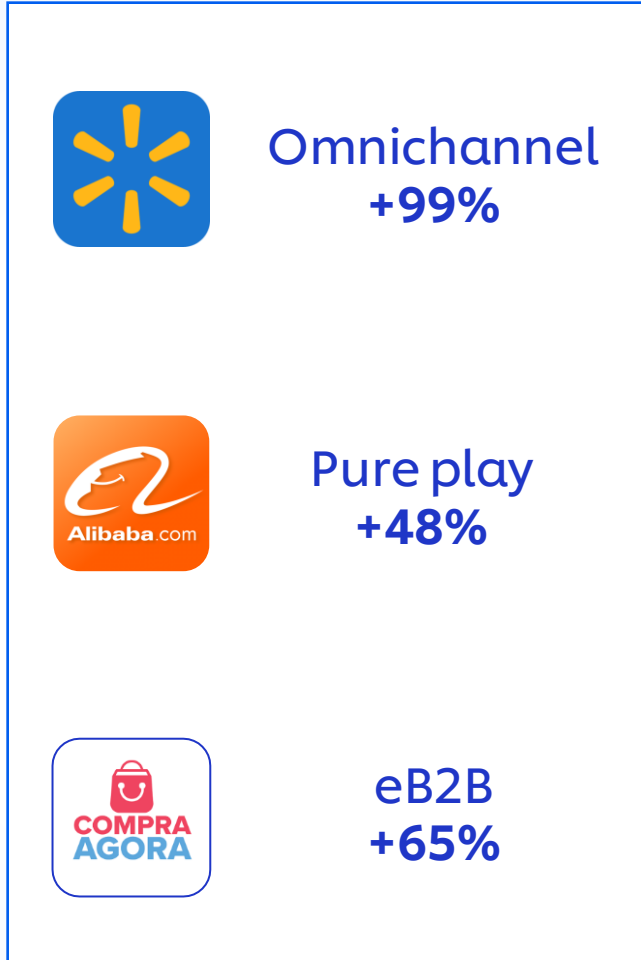 Omnichannel
+99%
Alibaba.com
Pure play
+48%
COMPRA
AGORA
eB2B
+65%